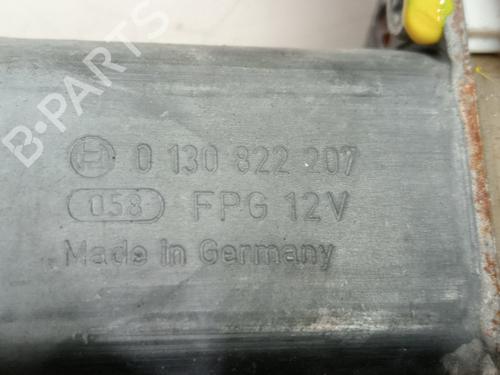 B-PARTS
0 130 822 207
058 FPG 12V
Made in Germany